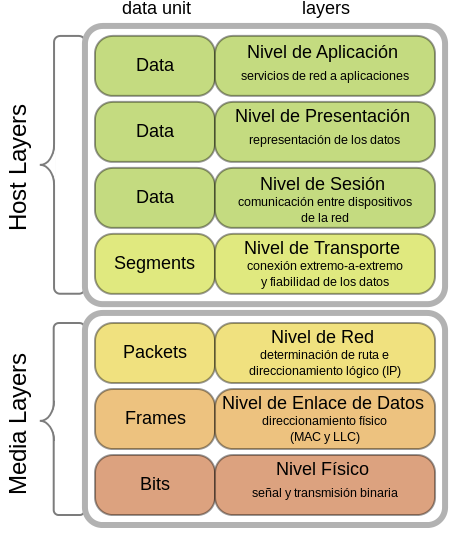 data unit layers
Host Layers
Data
Nivel de Aplicación
servicios de red a aplicaciones
Data
Nivel de Presentación
representación de los datos
Data
Nivel de Sesión
comunicación entre dispositivos
de la red
Segments
Nivel de Transporte
conexión extremo-a-extremo
y fiabilidad de los datos
Media Layers
Packets
Nivel de Red
determinación de ruta e
direccionamiento lógico (IP)
Frames
Nivel de Enlace de Datos
direccionamiento físico
(MAC y LLC)
Bits
Nivel Físico
señal y transmisión binaria